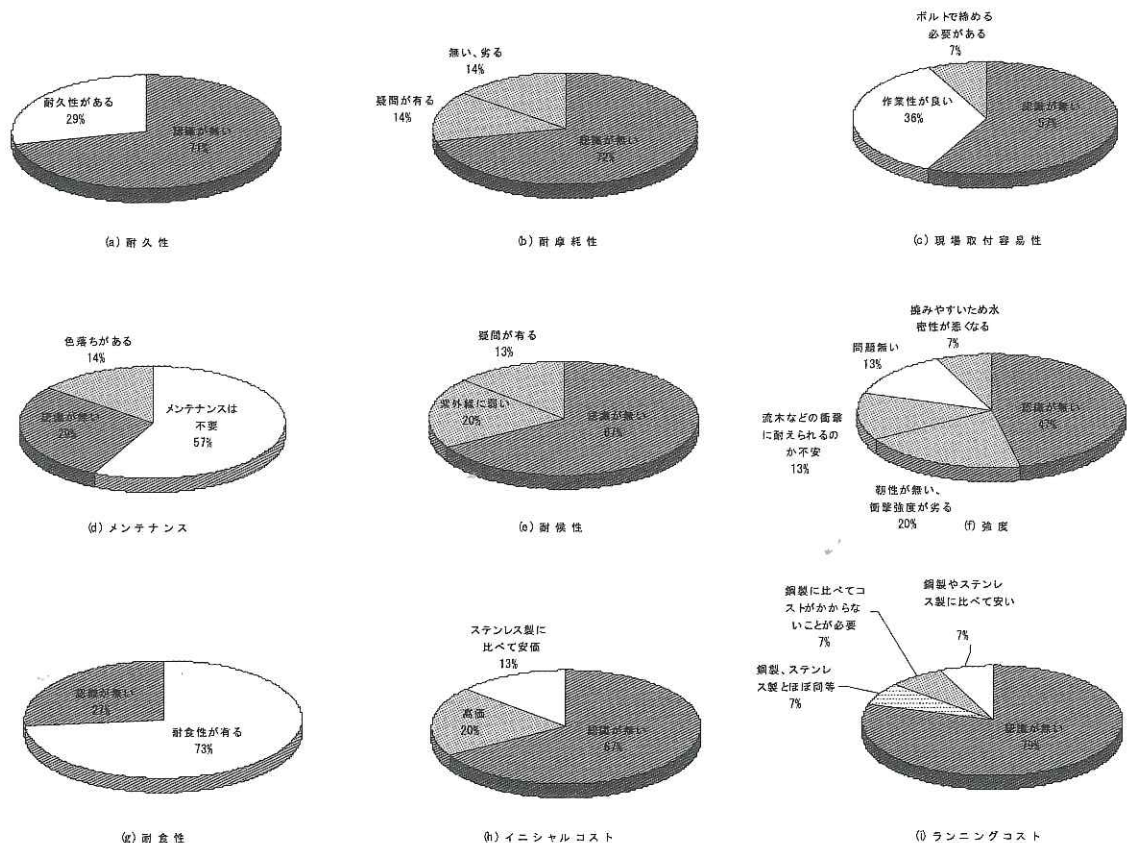 耐久性がある
29%
認識が無い
71%
(a) 耐久性
無い、劣る
14%
疑問が有る
14%
認識が無い
72%
(b) 耐摩耗性
ボルトで締める
必要がある
7%
作業性が良い
36%
認識が無い
57%
(c) 現場取付容易性
色落ちがある
14%
認識が無い
29%
メンテナンスは
不要
57%
(d) メンテナンス
疑問が有る
13%
紫外線に弱い
20%
認識が無い
67%
(e) 耐候性
撓みやすいため水
密性が悪くなる
7%
問題無い
13%
流木などの衝撃
に耐えられるの
か不安
13%
靭性が無い、
衝撃強度が劣る
20%
認識が無い
47%
(f) 強度
認識が無い
耐食性が有る
73%
(g) 耐食性
ステンレス製に
比べて安価
13%
高価
20%
認識が無い
67%
(h) イニシャルコスト
鋼製に比べてコ
ストがかからな
いことが必要
7%
鋼製やステンレ
ス製に比べて安い
7%
鋼製、ステンレ
ス製とほぼ同等
7%
認識が無い
79%
(i) ランニングコスト